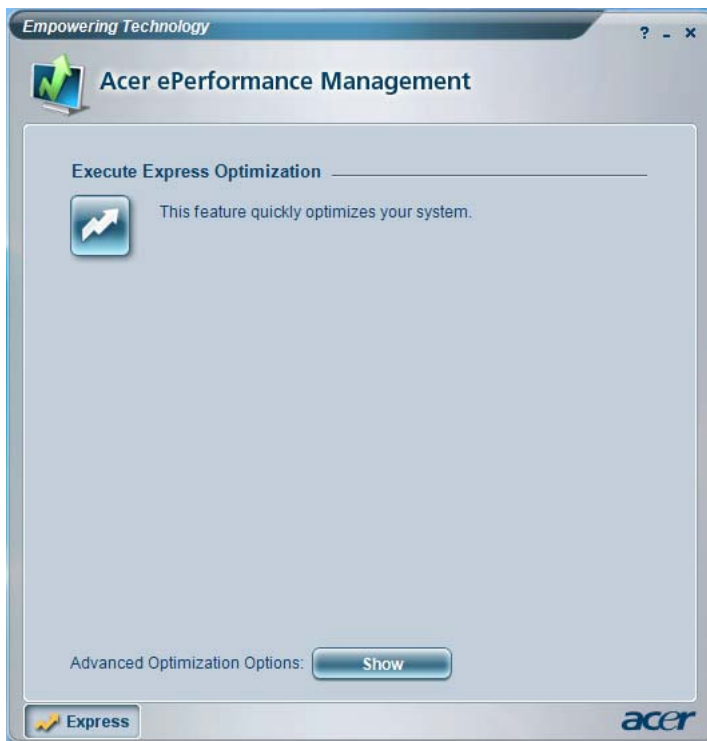 Empowering Technology
? - ×
Acer ePerformance Management
Execute Express Optimization
This feature quickly optimizes your system.
Advanced Optimization Options: Show
Express
acer